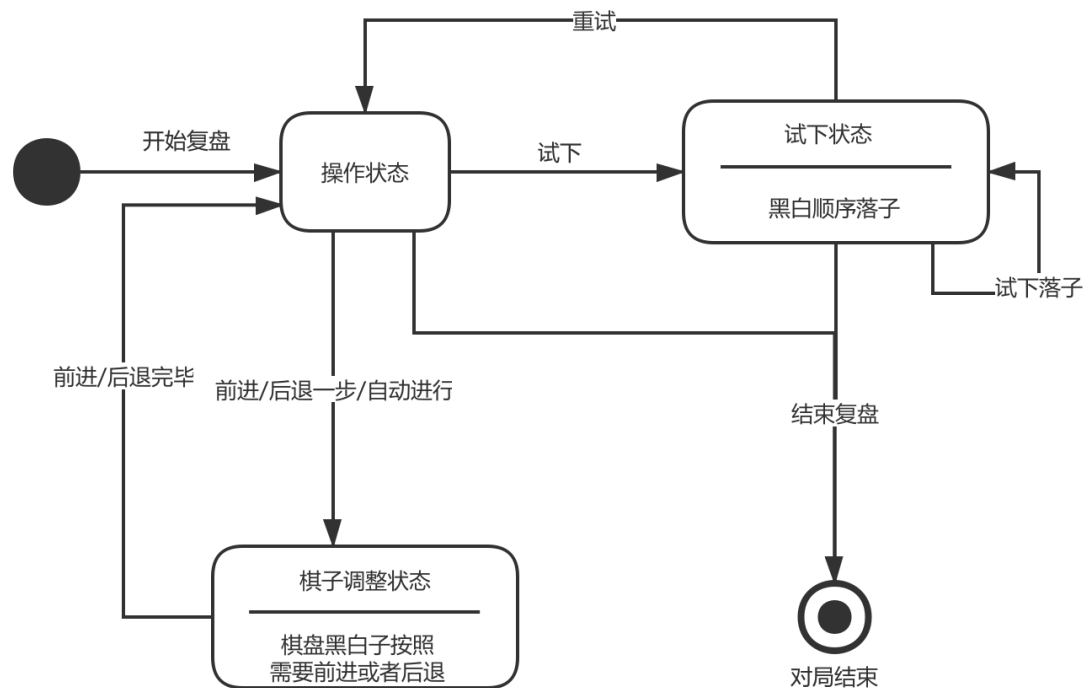 重试
开始复盘
操作状态
试下
试下状态
黑白顺序落子
试下落子
前进/后退完毕
前进/后退一步/自动进行
结束复盘
棋子调整状态
棋盘黑白子按照
需要前进或者后退
对局结束